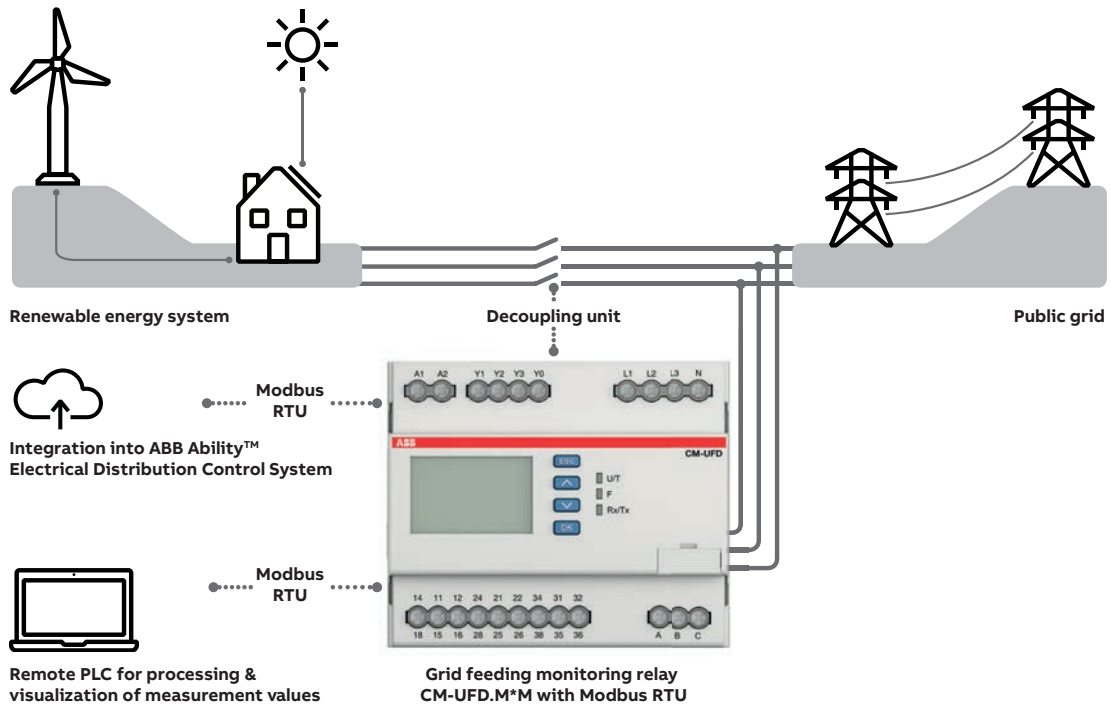 Renewable energy system
Decoupling unit
Public grid
Modbus
RTU
Integration into ABB Ability™
Electrical Distribution Control System
A1 A2 Y1 Y2 Y3 Y0 L1 L2 L3 N
ABB
CM-UFD
ESC
U/T
F
Rx/Tx
OK
Modbus
RTU
14 11 12 24 21 22 34 31 32
18 15 16 28 25 26 38 35 36 A B C
Remote PLC for processing &
visualization of measurement values
Grid feeding monitoring relay
CM-UFD.M*M with Modbus RTU